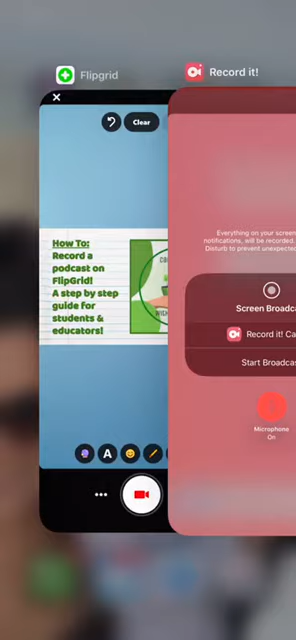 Flipgrid
Record it!
Clear
How To:
Record a
podcast on
FlipGrid!
A step by step
guide for
students &
educators!
Everything on your screen
notifications, will be recorded.
Disturb to prevent unexpected
Screen Broadca
Record it! Ca
Start Broadcas
A
Microphone
On